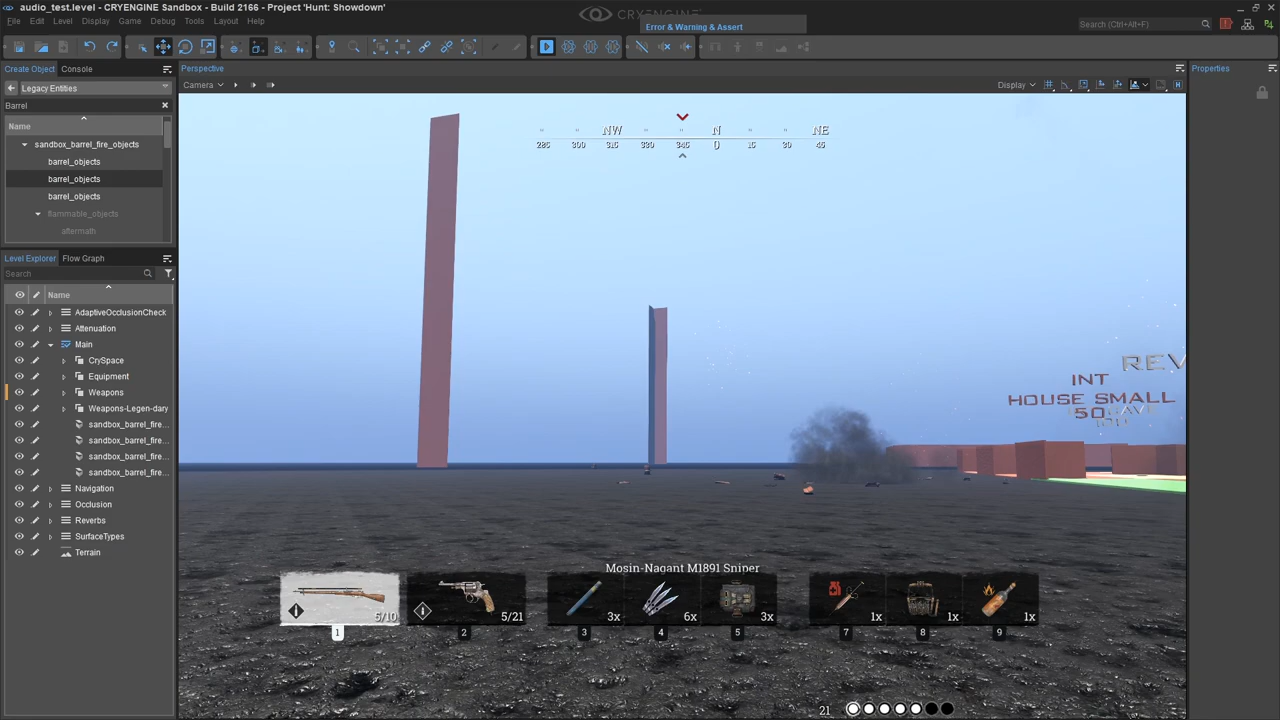 audio_test.level - CRYENGINE Sandbox - Build 2166 - Project 'Hunt: Showdown'
CRYENGINE
File Edit Level Display Game Debug Tools Layout Help
Error & Warning & Assert
Search (Ctrl+Alt+F)
Create Object Console
Perspective
Properties
Legacy Entities
Camera
Display
Barrel
Name
sandbox_barrel_fire_objects
barrel_objects
barrel_objects
barrel_objects
flammable_objects
aftermath
NW N NE
285 300 315 330 345 0 15 30 45
Level Explorer Flow Graph
Search
Name
AdaptiveOcclusionCheck
Attenuation
Main
CrySpace
Equipment
Weapons
Weapons-Legen-dary
sandbox_barrel_fire...
sandbox_barrel_fire...
sandbox_barrel_fire...
sandbox_barrel_fire...
Navigation
Occlusion
Reverbs
SurfaceTypes
Terrain
REV
INT
HOUSE SMALL
50
Mosin-Nagant M1891 Sniper
5/10 5/21 3x 6x 3x 1x 1x 1x
1 2 3 4 5 7 8 9
21